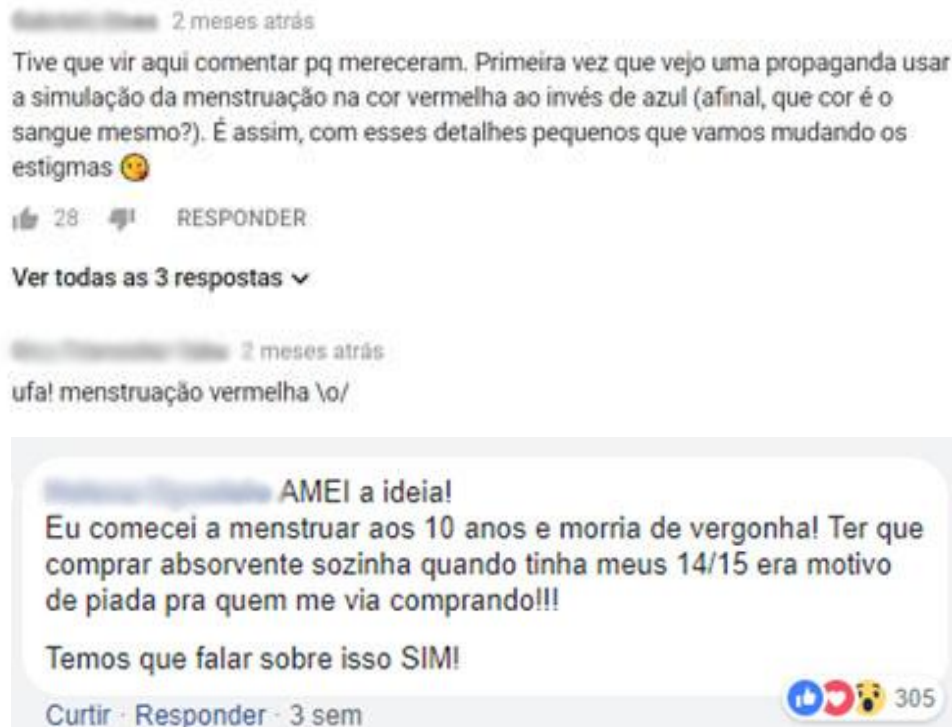 2 meses atrás
Tive que vir aqui comentar pq mereceram. Primeira vez que vejo uma propaganda usar
a simulação da menstruação na cor vermelha ao invés de azul (afinal, que cor é o
sangue mesmo?). É assim, com esses detalhes pequenos que vamos mudando os
estigmas 😘
28 RESPONDER
Ver todas as 3 respostas
2 meses atrás
ufa! menstruação vermelha \o/
AMEI a ideia!
Eu comecei a menstruar aos 10 anos e morria de vergonha! Ter que
comprar absorvente sozinha quando tinha meus 14/15 era motivo
de piada pra quem me via comprando!!!
Temos que falar sobre isso SIM!
305
Curtir · Responder · 3 sem